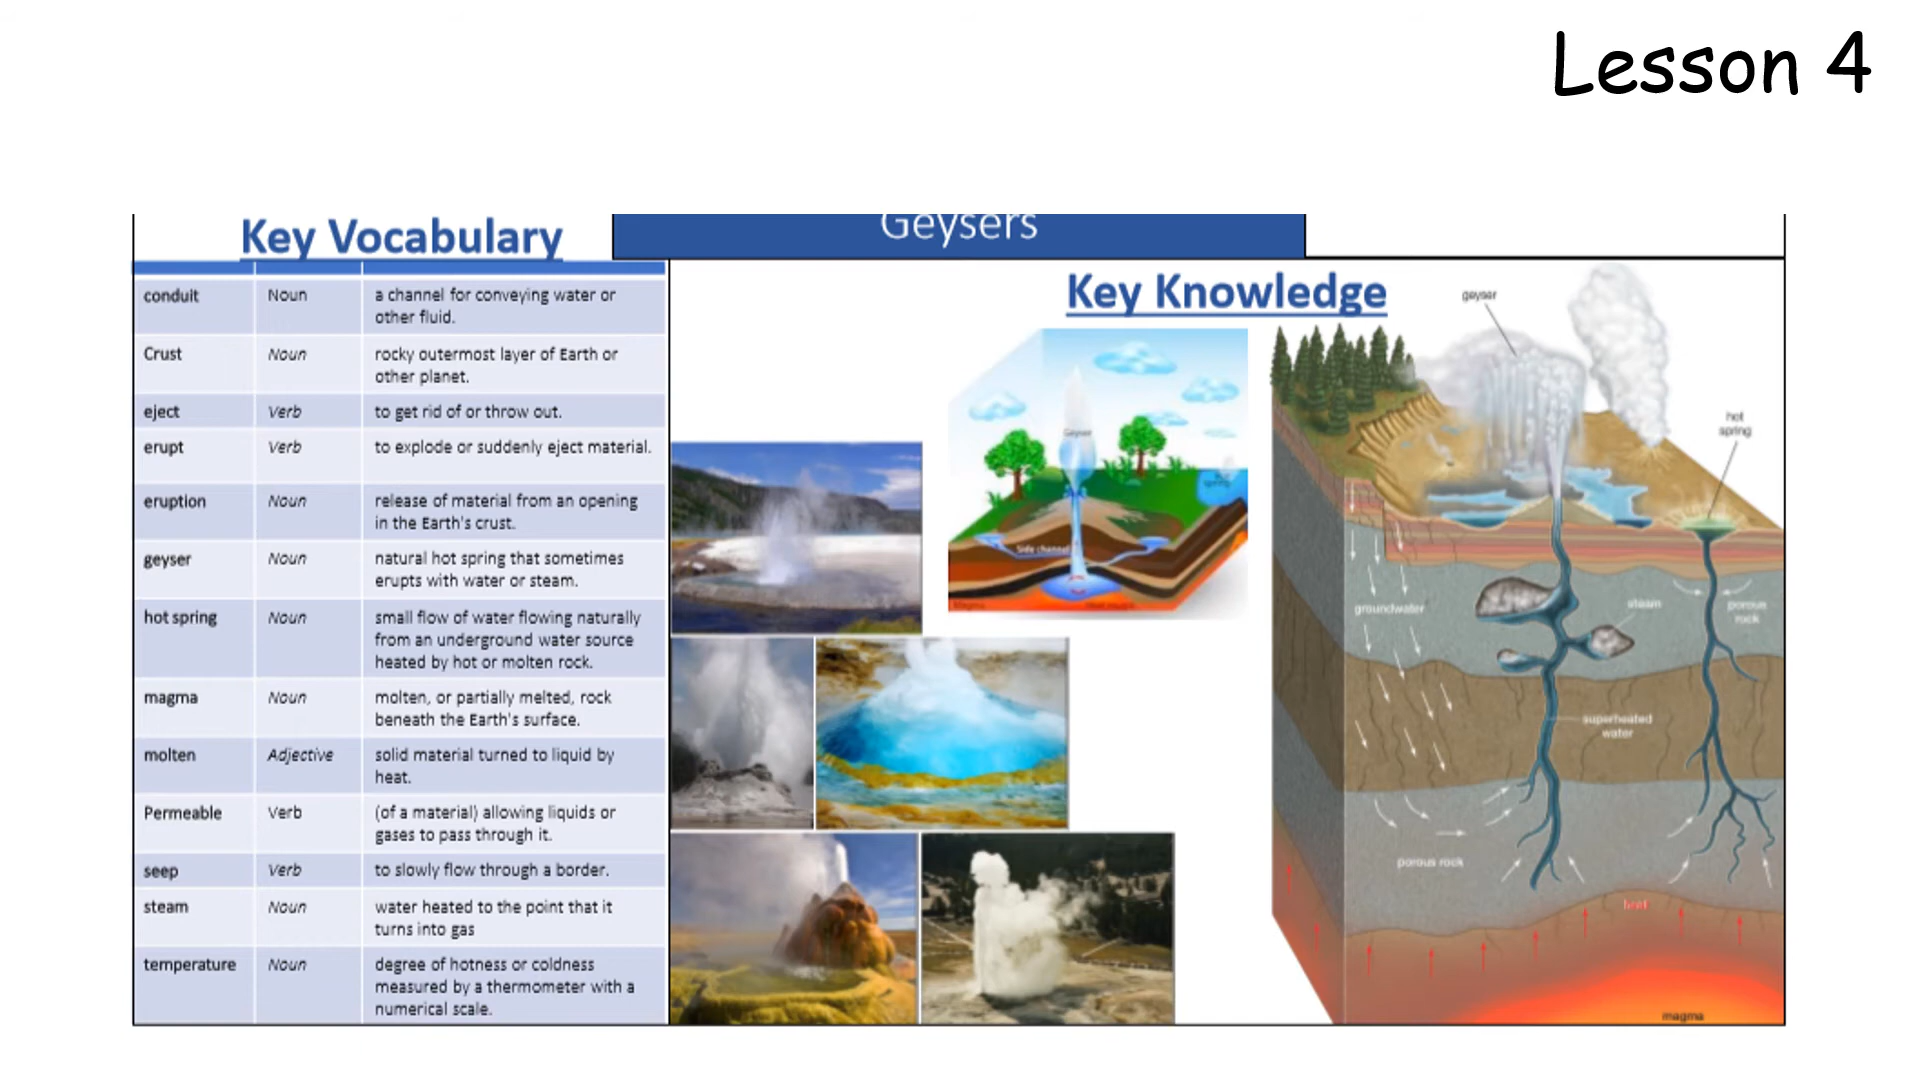 Lesson 4
Geysers
Key Vocabulary
conduit Noun a channel for conveying water or
other fluid.
Crust Noun rocky outermost layer of Earth or
other planet.
eject Verb to get rid of or throw out.
erupt Verb to explode or suddenly eject material.
eruption Noun release of material from an opening
in the Earth's crust.
geyser Noun natural hot spring that sometimes
erupts with water or steam.
hot spring Noun small flow of water flowing naturally
from an underground water source
heated by hot or molten rock.
magma Noun molten, or partially melted, rock
beneath the Earth's surface.
molten Adjective solid material turned to liquid by
heat.
Permeable Verb (of a material) allowing liquids or
gases to pass through it.
seep Verb to slowly flow through a border.
steam Noun water heated to the point that it
turns into gas
temperature Noun degree of hotness or coldness
measured by a thermometer with a
numerical scale.
Key Knowledge
Geyser
spring
Side channel
Magma
geyser
hot
spring
groundwater
steam
porous
rock
superheated
water
porous rock
heat
magma